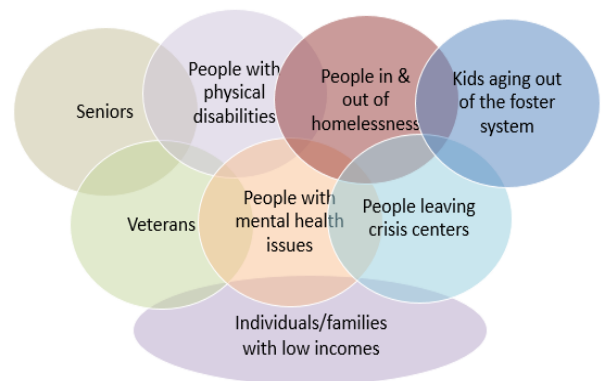 Seniors
People with
physical
disabilities
People in &
out of
homelessness
Kids aging out
of the foster
system
Veterans
People with
mental health
issues
People leaving
crisis centers
Individuals/families
with low incomes